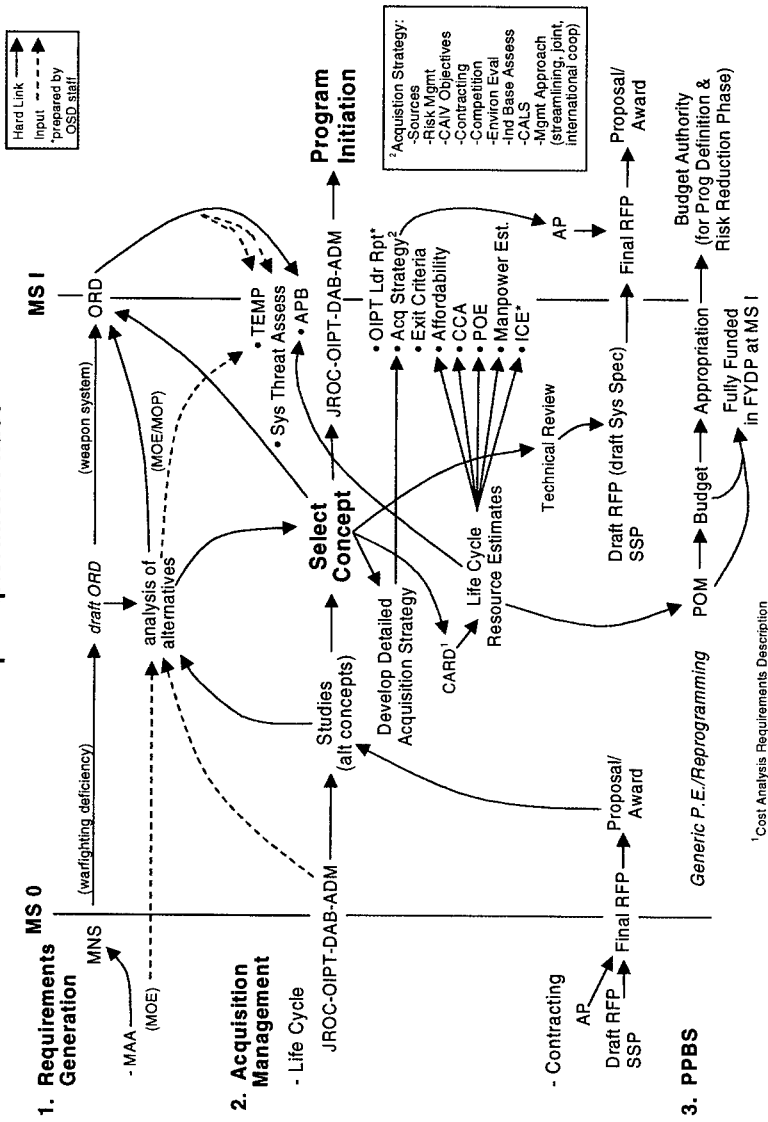 Hard Link
Input
*prepared by
OSD staff
MS 0
MS I
1. Requirements
Generation
- MAA
(MOE)
MNS
(warfighting deficiency)
draft ORD
(weapon system)
ORD
analysis of
alternatives
(MOE/MOP)
• TEMP
• Sys Threat Assess
• APB
2. Acquisition
Management
- Life Cycle
JROC-OIPT-DAB-ADM
Studies
(alt concepts)
Select
Concept
JROC-OIPT-DAB-ADM
Program
Initiation
Develop Detailed
Acquisition Strategy
CARD¹
Life Cycle
Resource Estimates
• OIPT Ldr Rpt*
• Acq Strategy²
• Exit Criteria
• Affordability
• CCA
• POE
• Manpower Est.
• ICE*
²Acquistion Strategy:
-Sources
-Risk Mgmt
-CAIV Objectives
-Contracting
-Competition
-Environ Eval
-Ind Base Assess
-CALS
-Mgmt Approach
(streamlining, joint,
international coop)
- Contracting
AP
Draft RFP
SSP
Final RFP
Proposal/
Award
Technical Review
Draft RFP (draft Sys Spec)
SSP
AP
Final RFP
Proposal/
Award
3. PPBS
Generic P.E./Reprogramming
POM
Budget
Appropriation
Budget Authority
(for Prog Definition &
Risk Reduction Phase)
Fully Funded
in FYDP at MS I
¹Cost Analysis Requirements Description